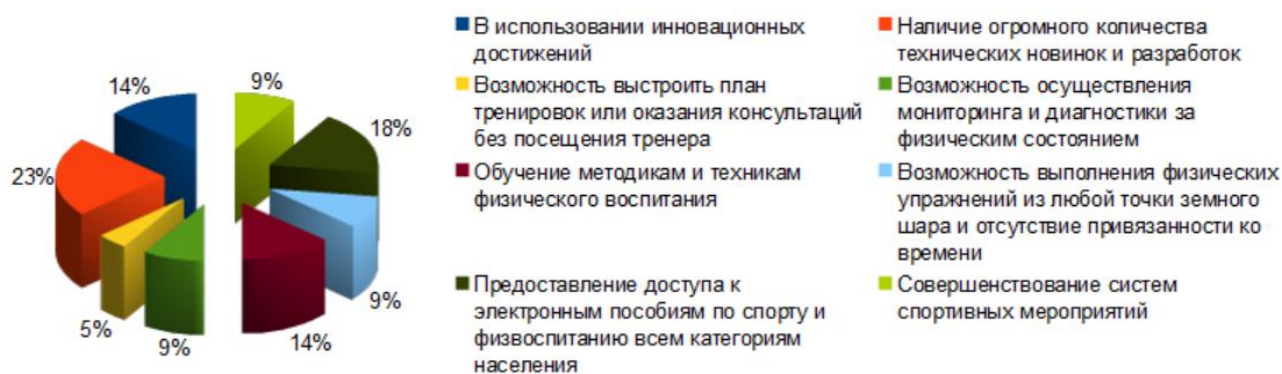 14%
9%
18%
23%
5%
9%
14%
9%
В использовании инновационных
достижений
Наличие огромного количества
технических новинок и разработок
Возможность выстроить план
тренировок или оказания консультаций
без посещения тренера
Возможность осуществления
мониторинга и диагностики за
физическим состоянием
Обучение методикам и техникам
физического воспитания
Возможность выполнения физических
упражнений из любой точки земного
шара и отсутствие привязанности ко
времени
Предоставление доступа к
электронным пособиям по спорту и
физвоспитанию всем категориям
населения
Совершенствование систем
спортивных мероприятий